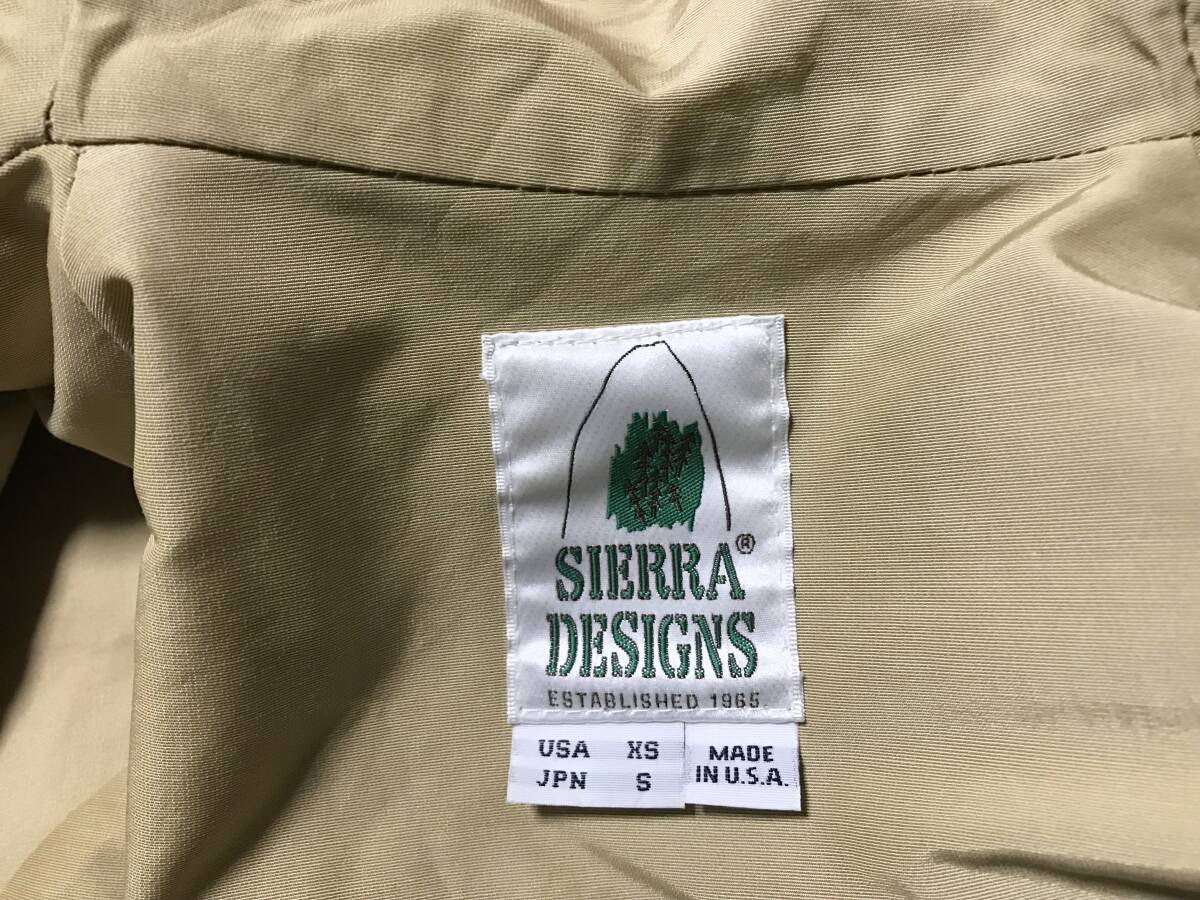 SIERRA®
DESIGNS
ESTABLISHED 1965.
USA XS
JPN S
MADE
IN U.S.A.